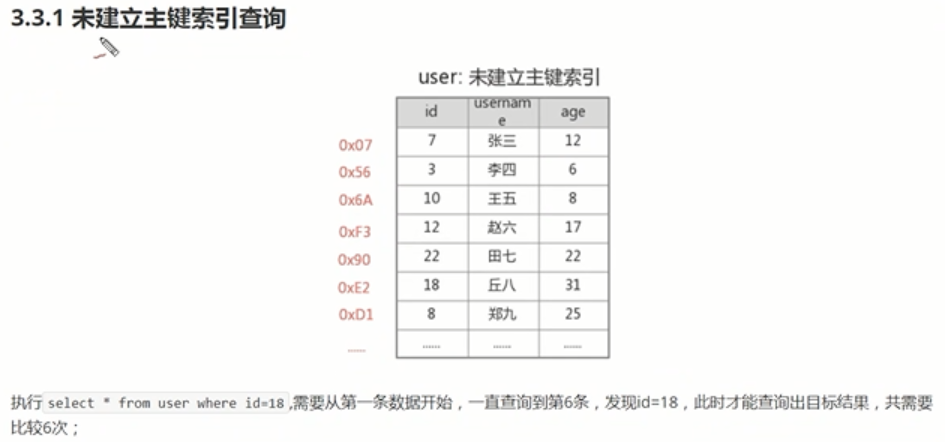 3.3.1 未建立主键索引查询
user: 未建立主键索引
id usernam e age
0x07 7 张三 12
0x56 3 李四 6
0x6A 10 王五 8
0xF3 12 赵六 17
0x90 22 田七 22
0xE2 18 丘八 31
0xD1 8 郑九 25
...... ...... ...... ......
执行 select * from user where id=18 ,需要从第一条数据开始，一直查询到第6条，发现id=18，此时才能查询出目标结果，共需要
比较6次；